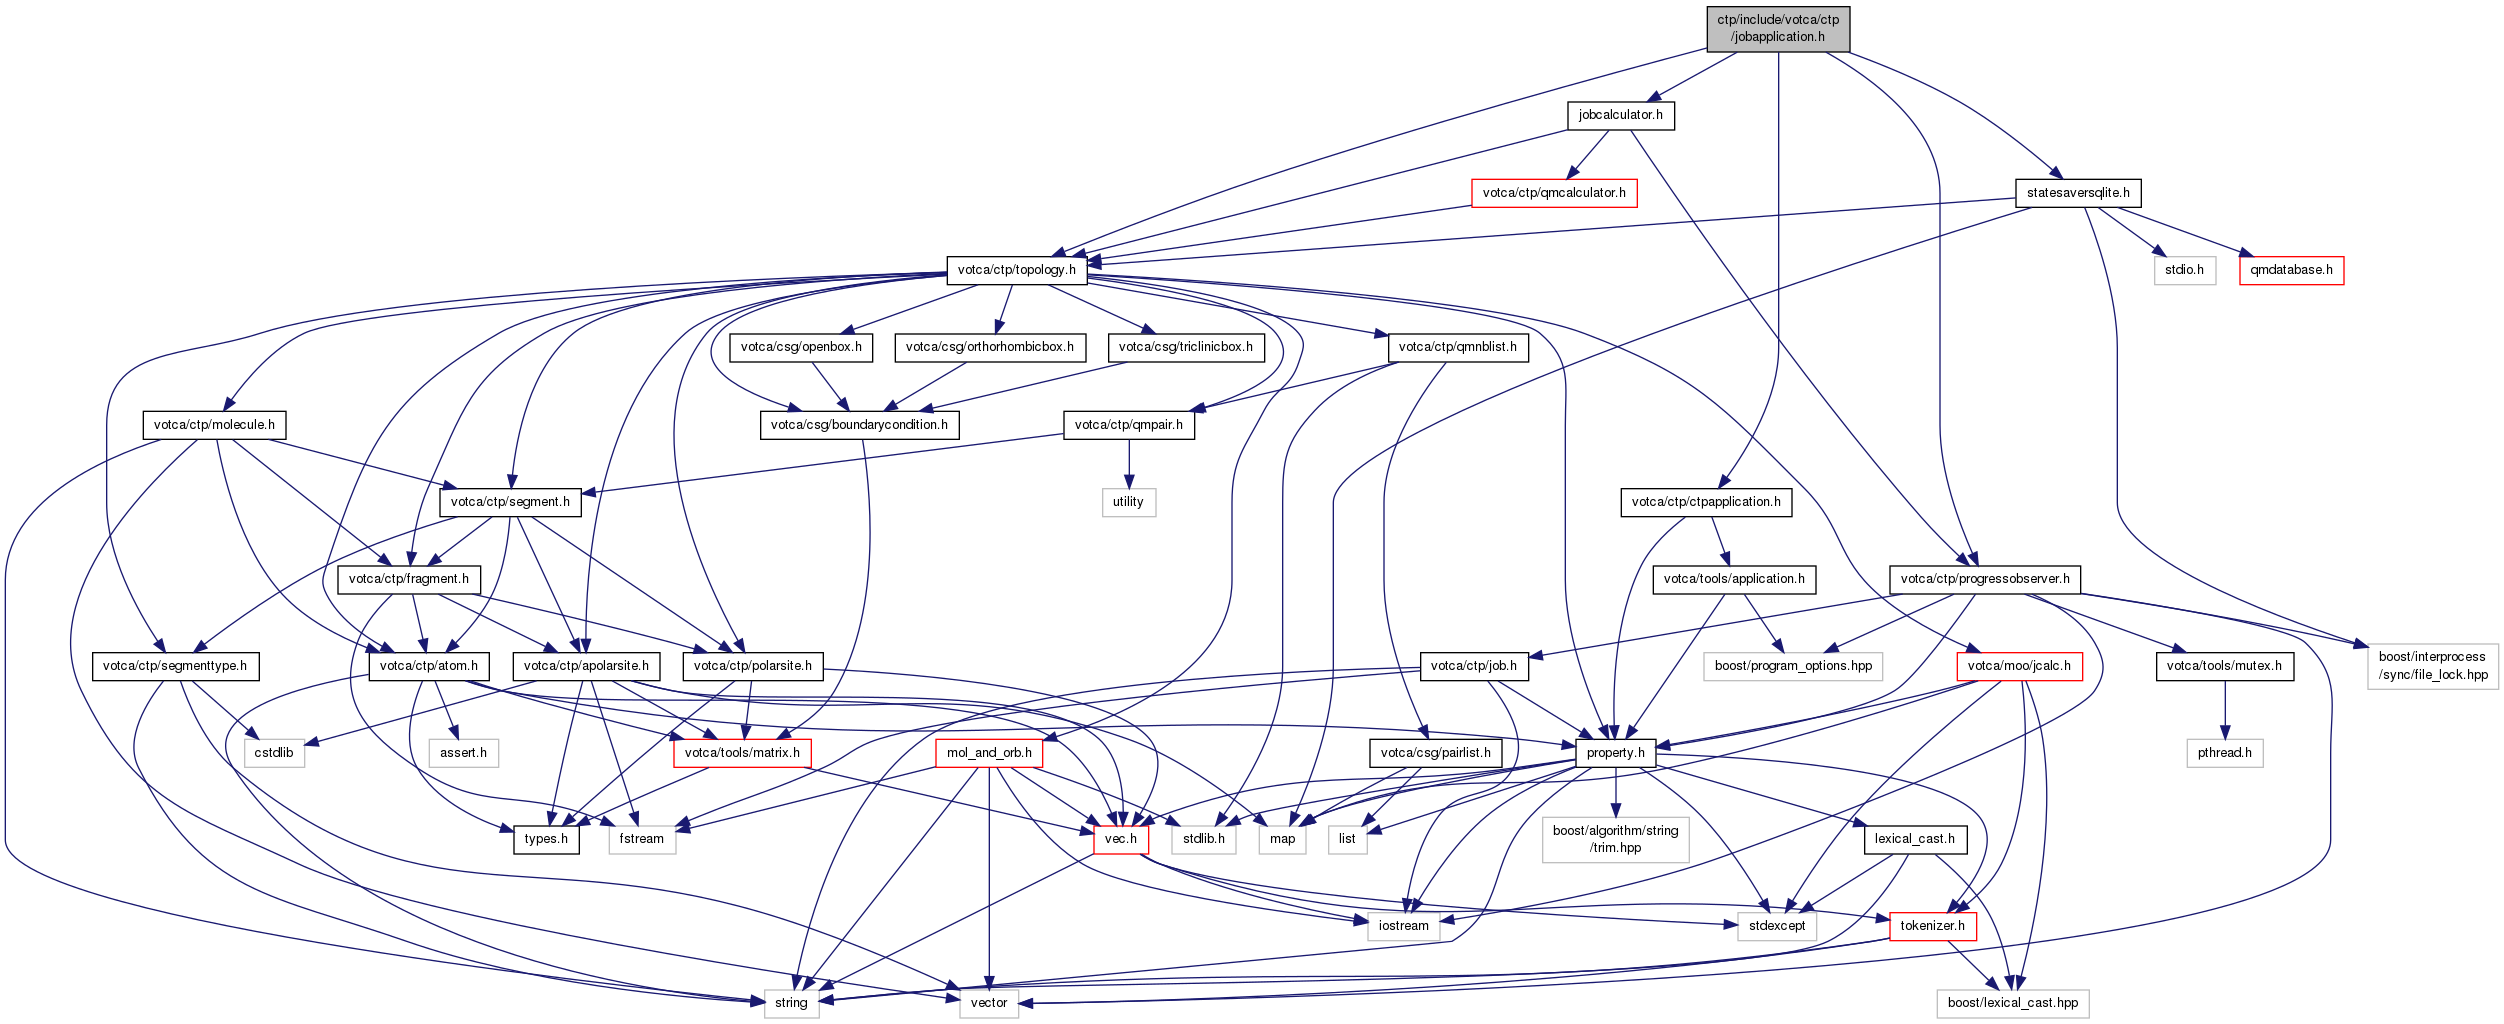 ctp/include/votca/ctp
/jobapplication.h
jobcalculator.h
votca/ctp/qmcalculator.h
statesaversqlite.h
votca/ctp/topology.h
stdio.h
qmdatabase.h
votca/csg/openbox.h
votca/csg/orthorhombicbox.h
votca/csg/triclinicbox.h
votca/ctp/qmnblist.h
votca/ctp/molecule.h
votca/csg/boundarycondition.h
votca/ctp/qmpair.h
votca/ctp/segment.h
utility
votca/ctp/ctpapplication.h
votca/ctp/fragment.h
votca/tools/application.h
votca/ctp/progressobserver.h
votca/ctp/segmenttype.h
votca/ctp/atom.h
votca/ctp/apolarsite.h
votca/ctp/polarsite.h
votca/ctp/job.h
boost/program_options.hpp
votca/moo/jcalc.h
votca/tools/mutex.h
boost/interprocess
/sync/file_lock.hpp
cstdlib
assert.h
votca/tools/matrix.h
mol_and_orb.h
votca/csg/pairlist.h
property.h
pthread.h
types.h
fstream
vec.h
stdlib.h
map
list
boost/algorithm/string
/trim.hpp
lexical_cast.h
iostream
stdexcept
tokenizer.h
string
vector
boost/lexical_cast.hpp